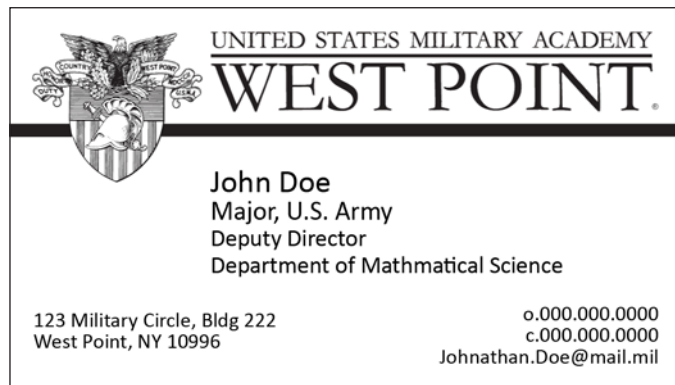 UNITED STATES MILITARY ACADEMY
WEST POINT®
DUTY HONOR COUNTRY WEST POINT MDCCCII U.S.M.A.
John Doe
Major, U.S. Army
Deputy Director
Department of Mathmatical Science
123 Military Circle, Bldg 222
West Point, NY 10996
o.000.000.0000
c.000.000.0000
Johnathan.Doe@mail.mil